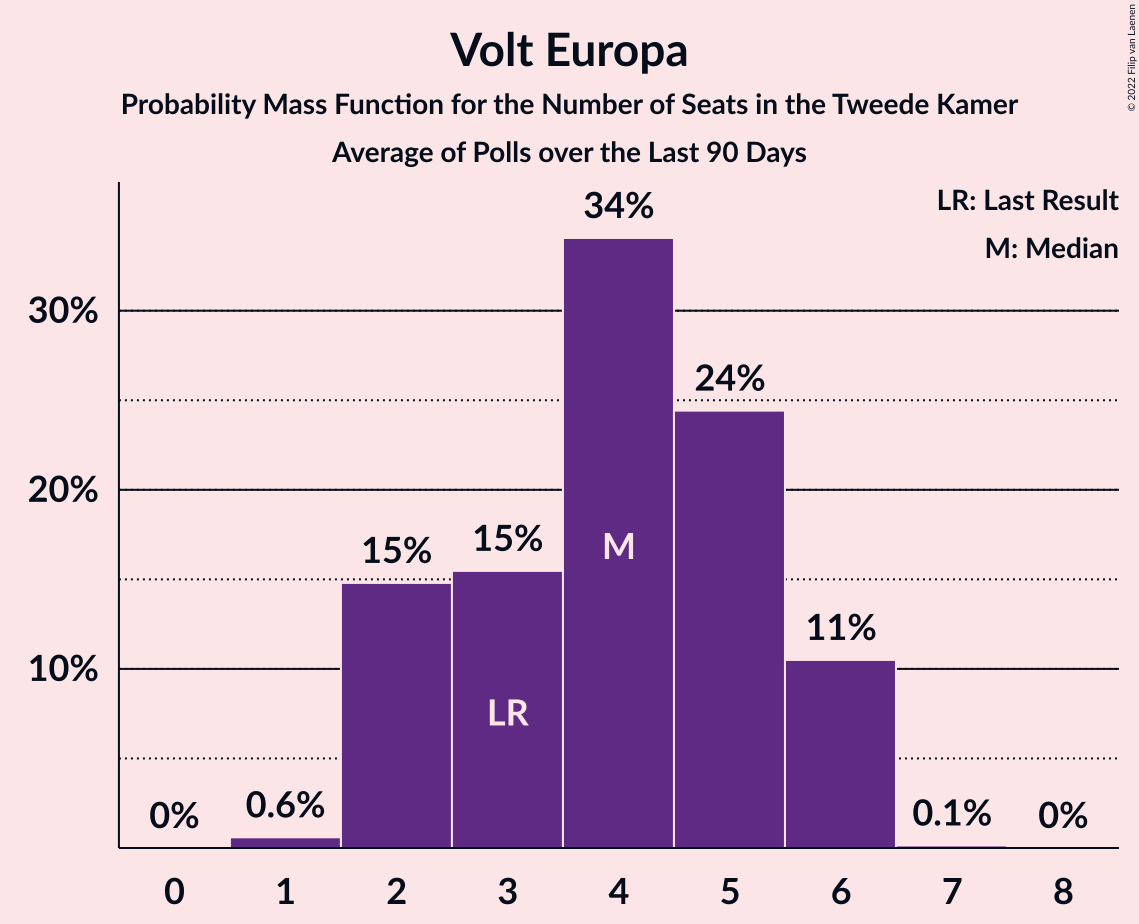 Volt Europa
Probability Mass Function for the Number of Seats in the Tweede Kamer
Average of Polls over the Last 90 Days
© 2022 Filip van Laenen
LR: Last Result
M: Median
34%
30%
24%
20%
15%
15%
M
11%
10%
LR
0%
0.6%
0.1%
0%
0 1 2 3 4 5 6 7 8